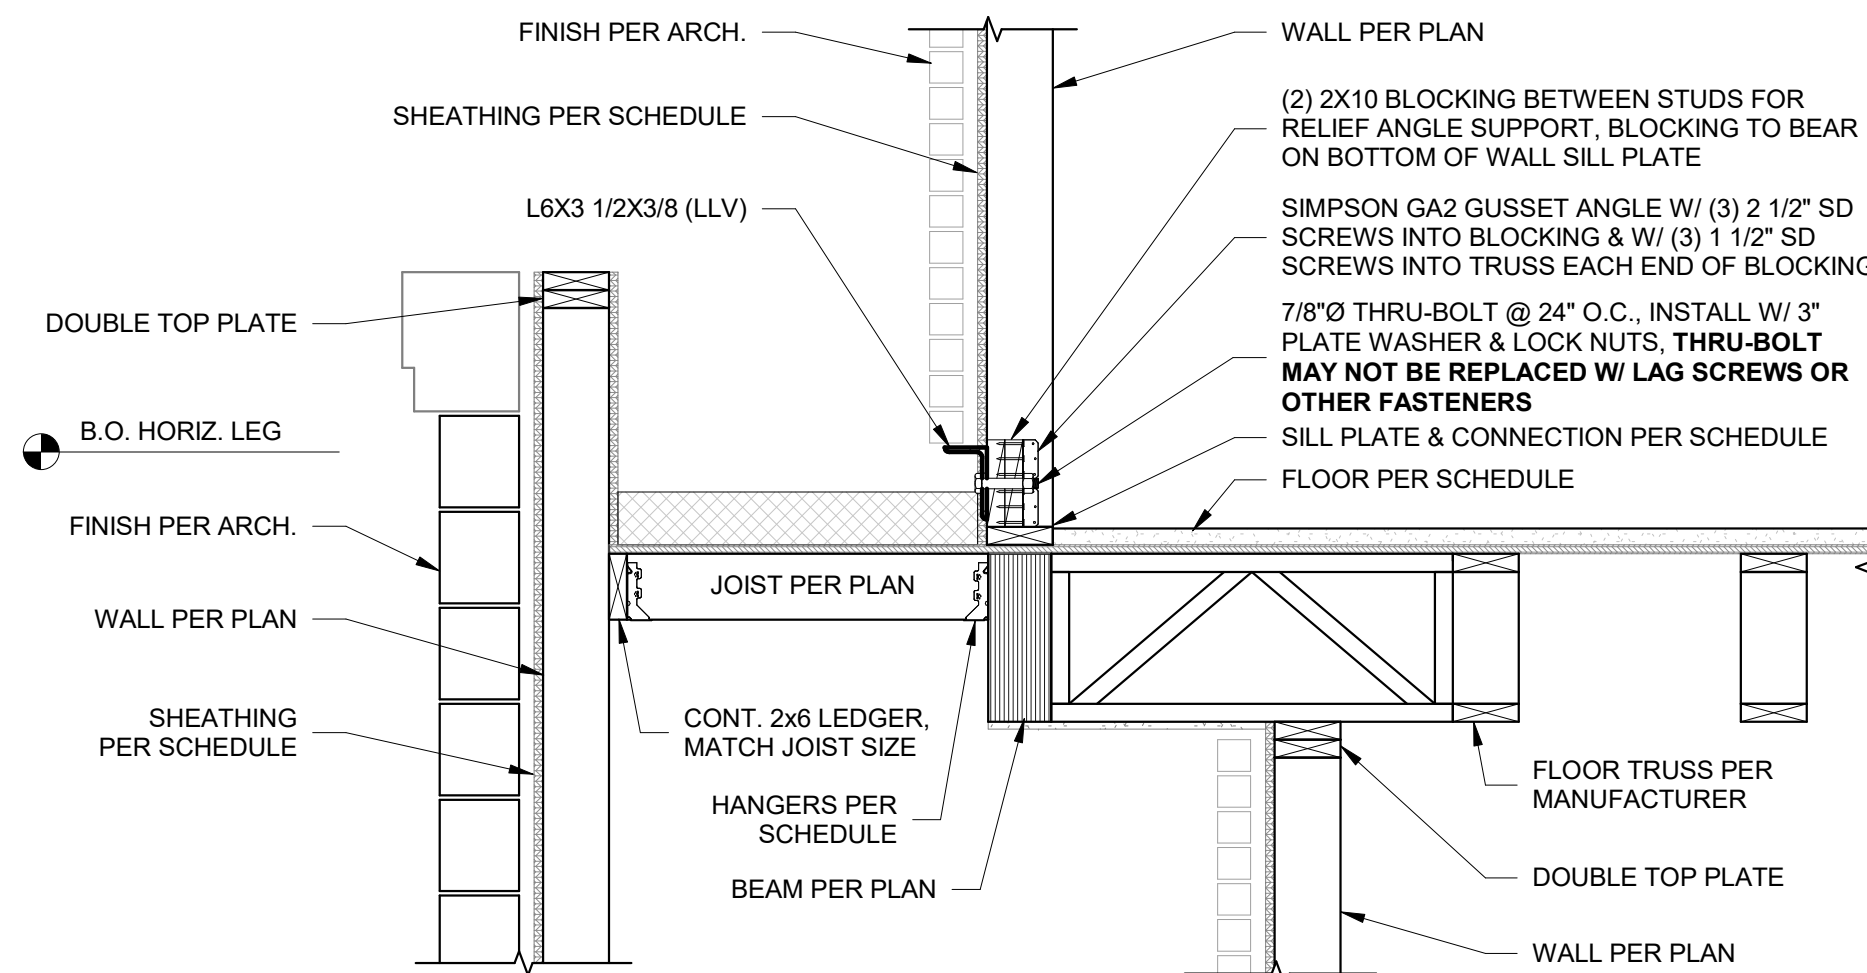 FINISH PER ARCH.
WALL PER PLAN
SHEATHING PER SCHEDULE
(2) 2X10 BLOCKING BETWEEN STUDS FOR
RELIEF ANGLE SUPPORT, BLOCKING TO BEAR
ON BOTTOM OF WALL SILL PLATE
L6X3 1/2X3/8 (LLV)
SIMPSON GA2 GUSSET ANGLE W/ (3) 2 1/2" SD
SCREWS INTO BLOCKING & W/ (3) 1 1/2" SD
SCREWS INTO TRUSS EACH END OF BLOCKING
DOUBLE TOP PLATE
7/8"Ø THRU-BOLT @ 24" O.C., INSTALL W/ 3"
PLATE WASHER & LOCK NUTS, THRU-BOLT
MAY NOT BE REPLACED W/ LAG SCREWS OR
OTHER FASTENERS
B.O. HORIZ. LEG
SILL PLATE & CONNECTION PER SCHEDULE
FLOOR PER SCHEDULE
FINISH PER ARCH.
JOIST PER PLAN
WALL PER PLAN
SHEATHING
PER SCHEDULE
CONT. 2x6 LEDGER,
MATCH JOIST SIZE
HANGERS PER
SCHEDULE
FLOOR TRUSS PER
MANUFACTURER
BEAM PER PLAN
DOUBLE TOP PLATE
WALL PER PLAN